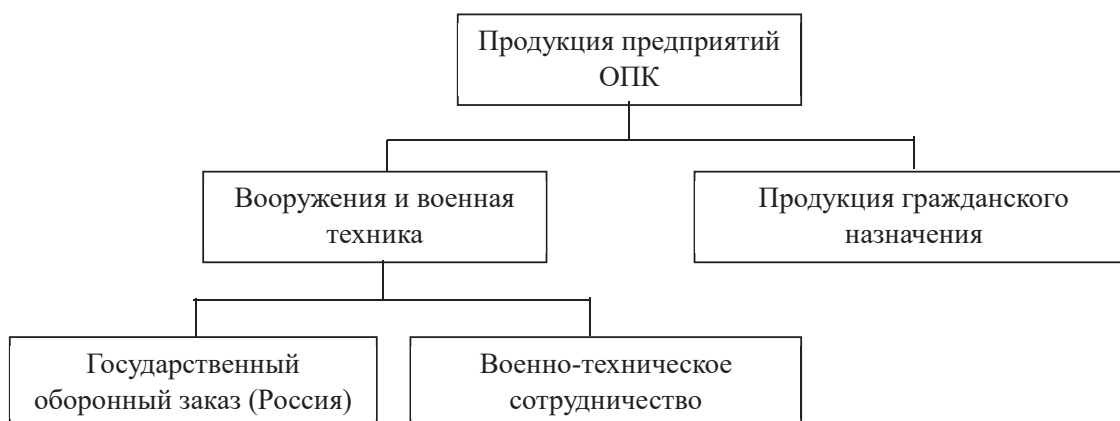 Продукция предприятий
ОПК
Вооружения и военная
техника
Продукция гражданского
назначения
Государственный
оборонный заказ (Россия)
Военно-техническое
сотрудничество